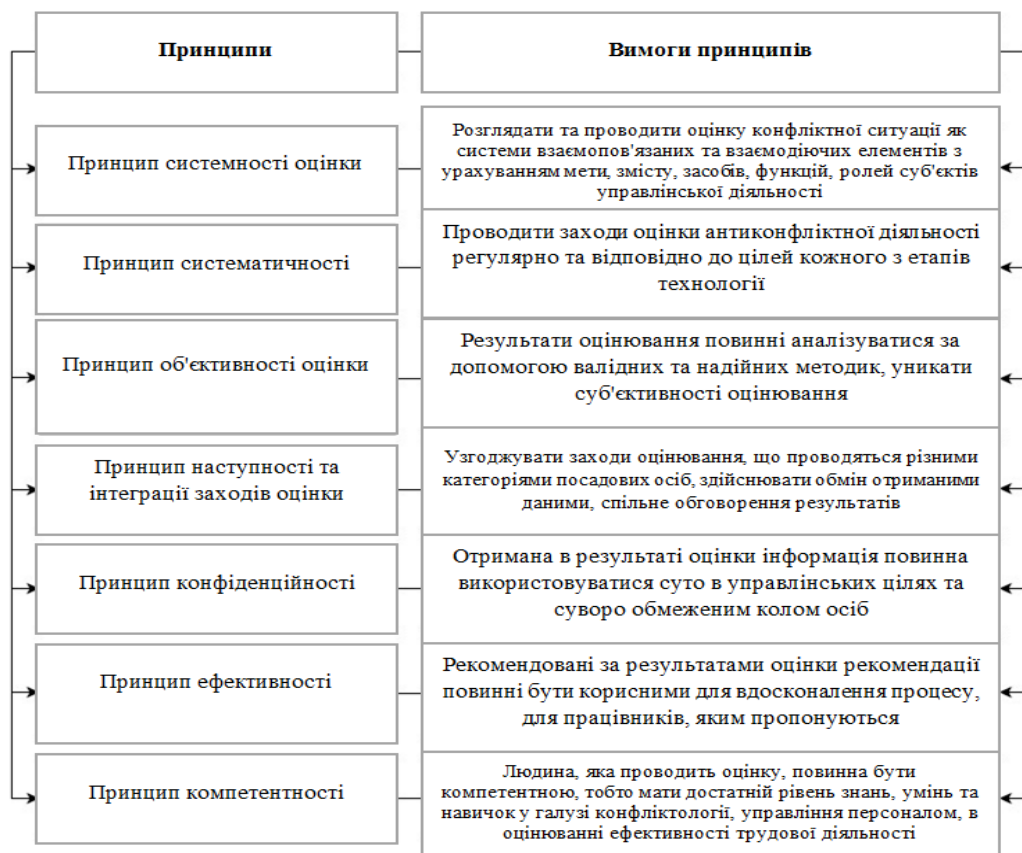 Принципи
Вимоги принципів
Принцип системності оцінки
Розглядати та проводити оцінку конфліктної ситуації як
системи взаємопов'язаних та взаємодіючих елементів з
урахуванням мети, змісту, засобів, функцій, ролей суб'єктів
управлінської діяльності
Принцип систематичності
Проводити заходи оцінки антиконфліктної діяльності
регулярно та відповідно до цілей кожного з етапів
технології
Принцип об'єктивності оцінки
Результати оцінювання повинні аналізуватися за
допомогою валідних та надійних методик, уникати
суб'єктивності оцінювання
Принцип наступності та
інтеграції заходів оцінки
Узгоджувати заходи оцінювання, що проводяться різними
категоріями посадових осіб, здійснювати обмін отриманими
даними, спільне обговорення результатів
Принцип конфіденційності
Отримана в результаті оцінки інформація повинна
використовуватися суто в управлінських цілях та
суворо обмеженим колом осіб
Принцип ефективності
Рекомендовані за результатами оцінки рекомендації
повинні бути корисними для вдосконалення процесу,
для працівників, яким пропонуються
Принцип компетентності
Людина, яка проводить оцінку, повинна бути
компетентною, тобто мати достатній рівень знань, умінь та
навичок у галузі конфліктології, управління персоналом, в
оцінюванні ефективності трудової діяльності